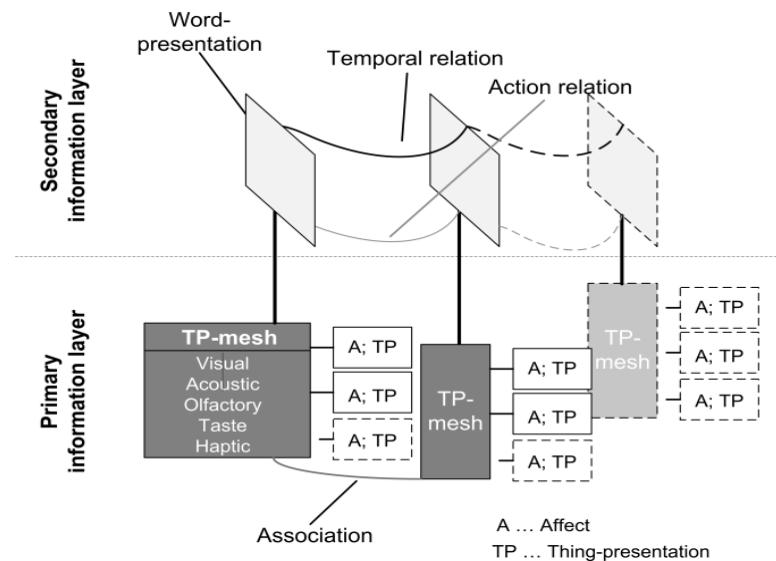 Word-
presentation
Temporal relation
Action relation
Secondary
information layer
Primary
information layer
TP-mesh
Visual
Acoustic
Olfactory
Taste
Haptic
A; TP
A; TP
A; TP
TP-
mesh
A; TP
A; TP
A; TP
TP-
mesh
A; TP
A; TP
A; TP
Association
A ... Affect
TP ... Thing-presentation